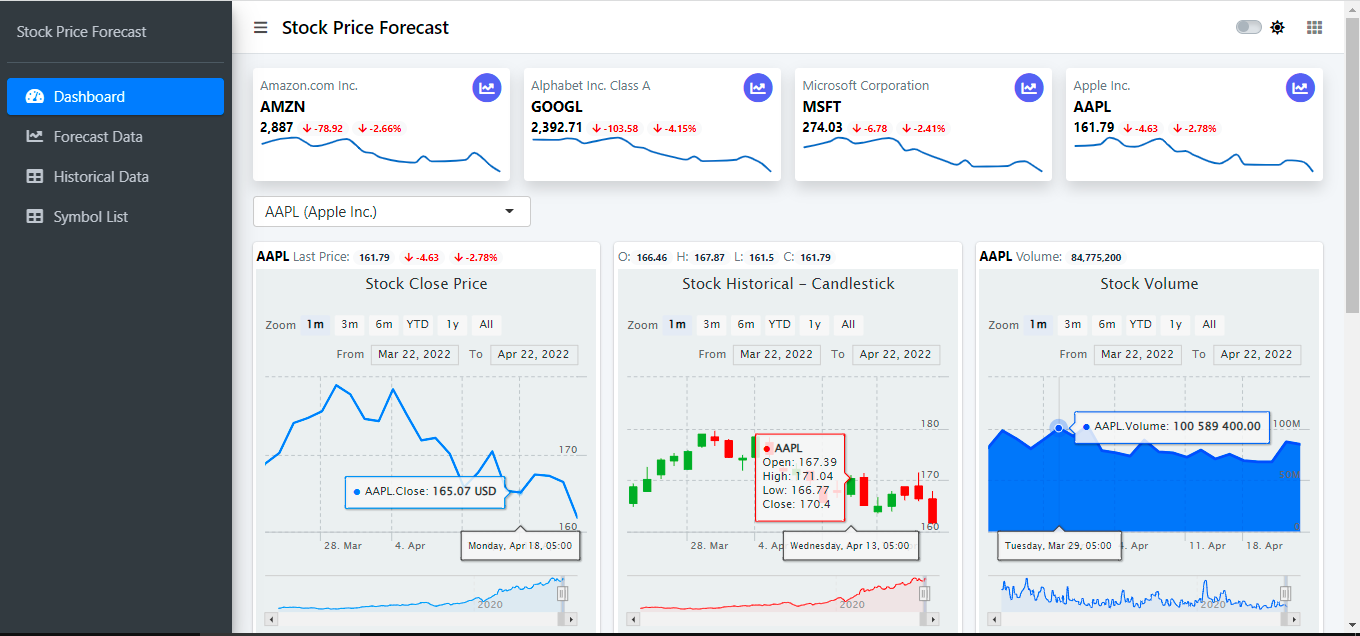 Stock Price Forecast
Dashboard
Forecast Data
Historical Data
Symbol List
Stock Price Forecast
Amazon.com Inc.
AMZN
2,887 -78.92 -2.66%
Alphabet Inc. Class A
GOOGL
2,392.71 -103.58 -4.15%
Microsoft Corporation
MSFT
274.03 -6.78 -2.41%
Apple Inc.
AAPL
161.79 -4.63 -2.78%
AAPL (Apple Inc.)
AAPL Last Price: 161.79 -4.63 -2.78%
Stock Close Price
Zoom 1m 3m 6m YTD 1y All
From Mar 22, 2022 To Apr 22, 2022
170
AAPL.Close: 165.07 USD
160
28. Mar 4. Apr
Monday, Apr 18, 05:00
2020
O: 166.46 H: 167.87 L: 161.5 C: 161.79
Stock Historical - Candlestick
Zoom 1m 3m 6m YTD 1y All
From Mar 22, 2022 To Apr 22, 2022
180
170
160
AAPL
Open: 167.39
High: 171.04
Low: 166.77
Close: 170.4
28. Mar 4. Ap
Wednesday, Apr 13, 05:00
2020
AAPL Volume: 84,775,200
Stock Volume
Zoom 1m 3m 6m YTD 1y All
From Mar 22, 2022 To Apr 22, 2022
AAPL.Volume: 100 589 400.00
100M
50M
0
Tuesday, Mar 29, 05:00
4. Apr 11. Apr 18. Apr
2020